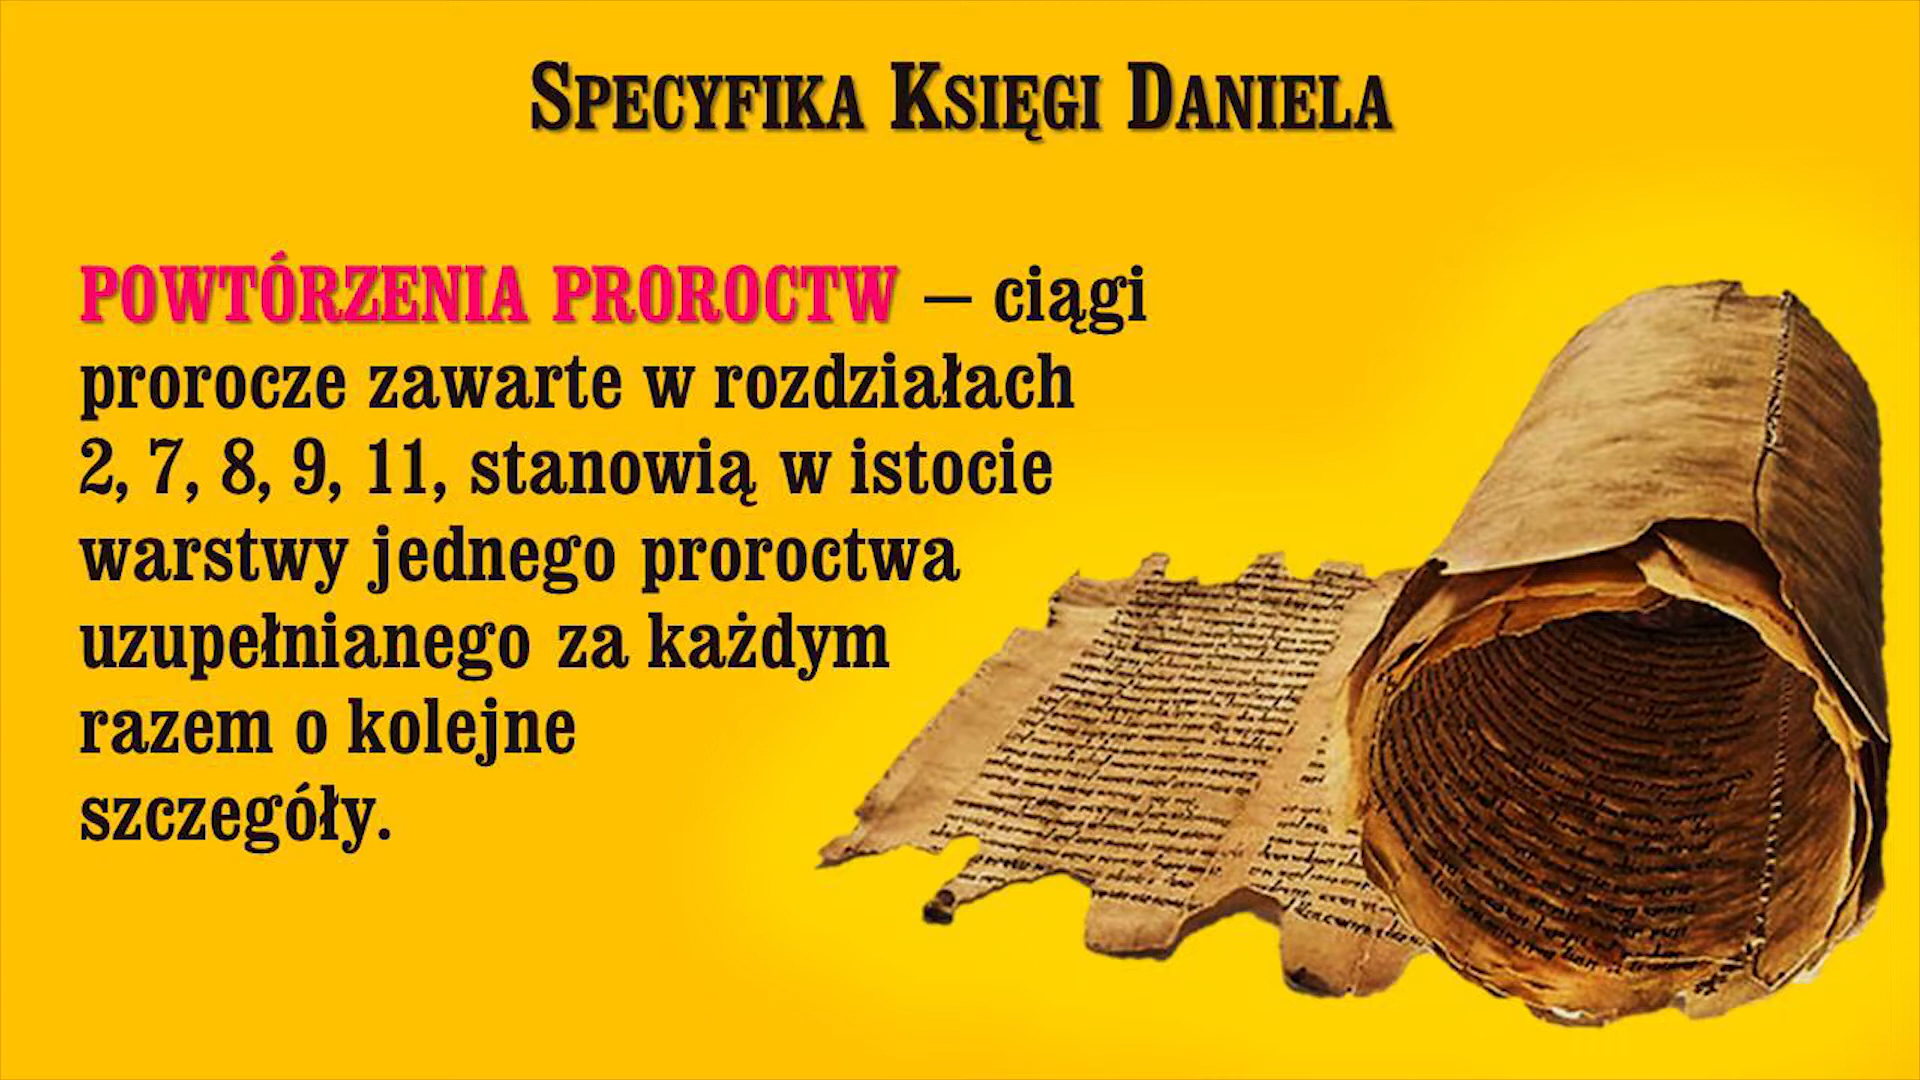 Specyfika Księgi Daniela
POWTÓRZENIA PROROCTW – ciągi
prorocze zawarte w rozdziałach
2, 7, 8, 9, 11, stanowią w istocie
warstwy jednego proroctwa
uzupełnianego za każdym
razem o kolejne
szczegóły.